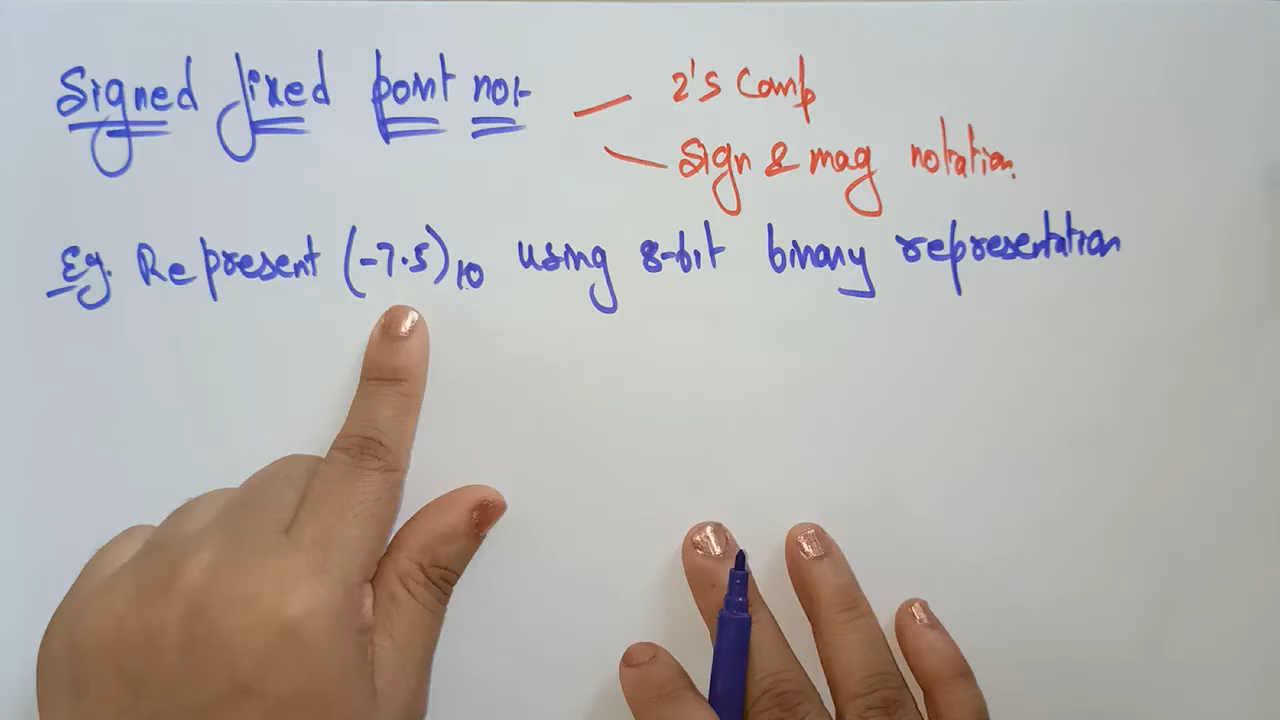 Signed fixed point no:-
2's Comp
Sign & mag notation.
Eg. Represent (-7.5)10 using 8-bit binary representation